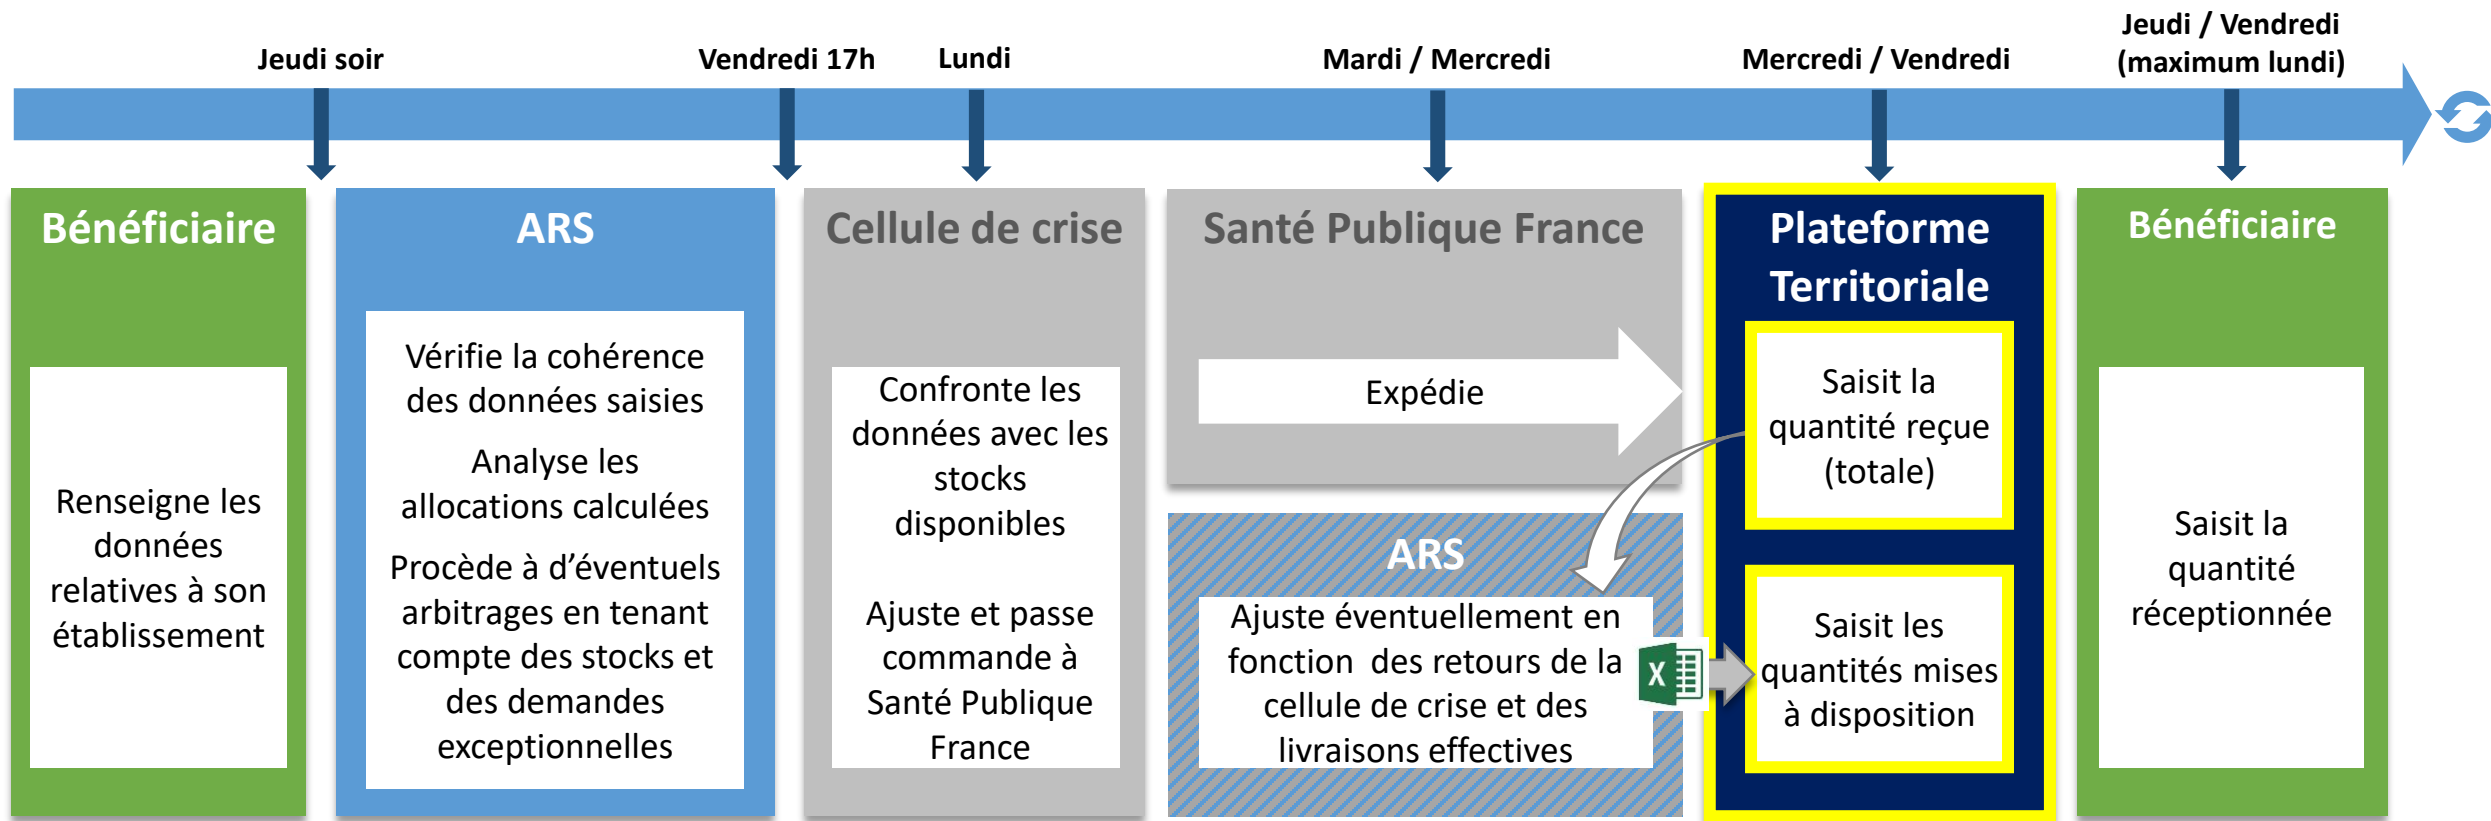 Jeudi soir
Vendredi 17h
Lundi
Mardi / Mercredi
Mercredi / Vendredi
Jeudi / Vendredi
(maximum lundi)
Bénéficiaire
Renseigne les
données
relatives à son
établissement
ARS
Vérifie la cohérence
des données saisies
Analyse les
allocations calculées
Procède à d’éventuels
arbitrages en tenant
compte des stocks et
des demandes
exceptionnelles
Cellule de crise
Confronte les
données avec les
stocks
disponibles
Ajuste et passe
commande à
Santé Publique
France
Santé Publique France
Expédie
ARS
Ajuste éventuellement en
fonction  des retours de la
cellule de crise et des
livraisons effectives
X
Plateforme
Territoriale
Saisit la
quantité reçue
(totale)
Saisit les
quantités mises
à disposition
Bénéficiaire
Saisit la
quantité
réceptionnée